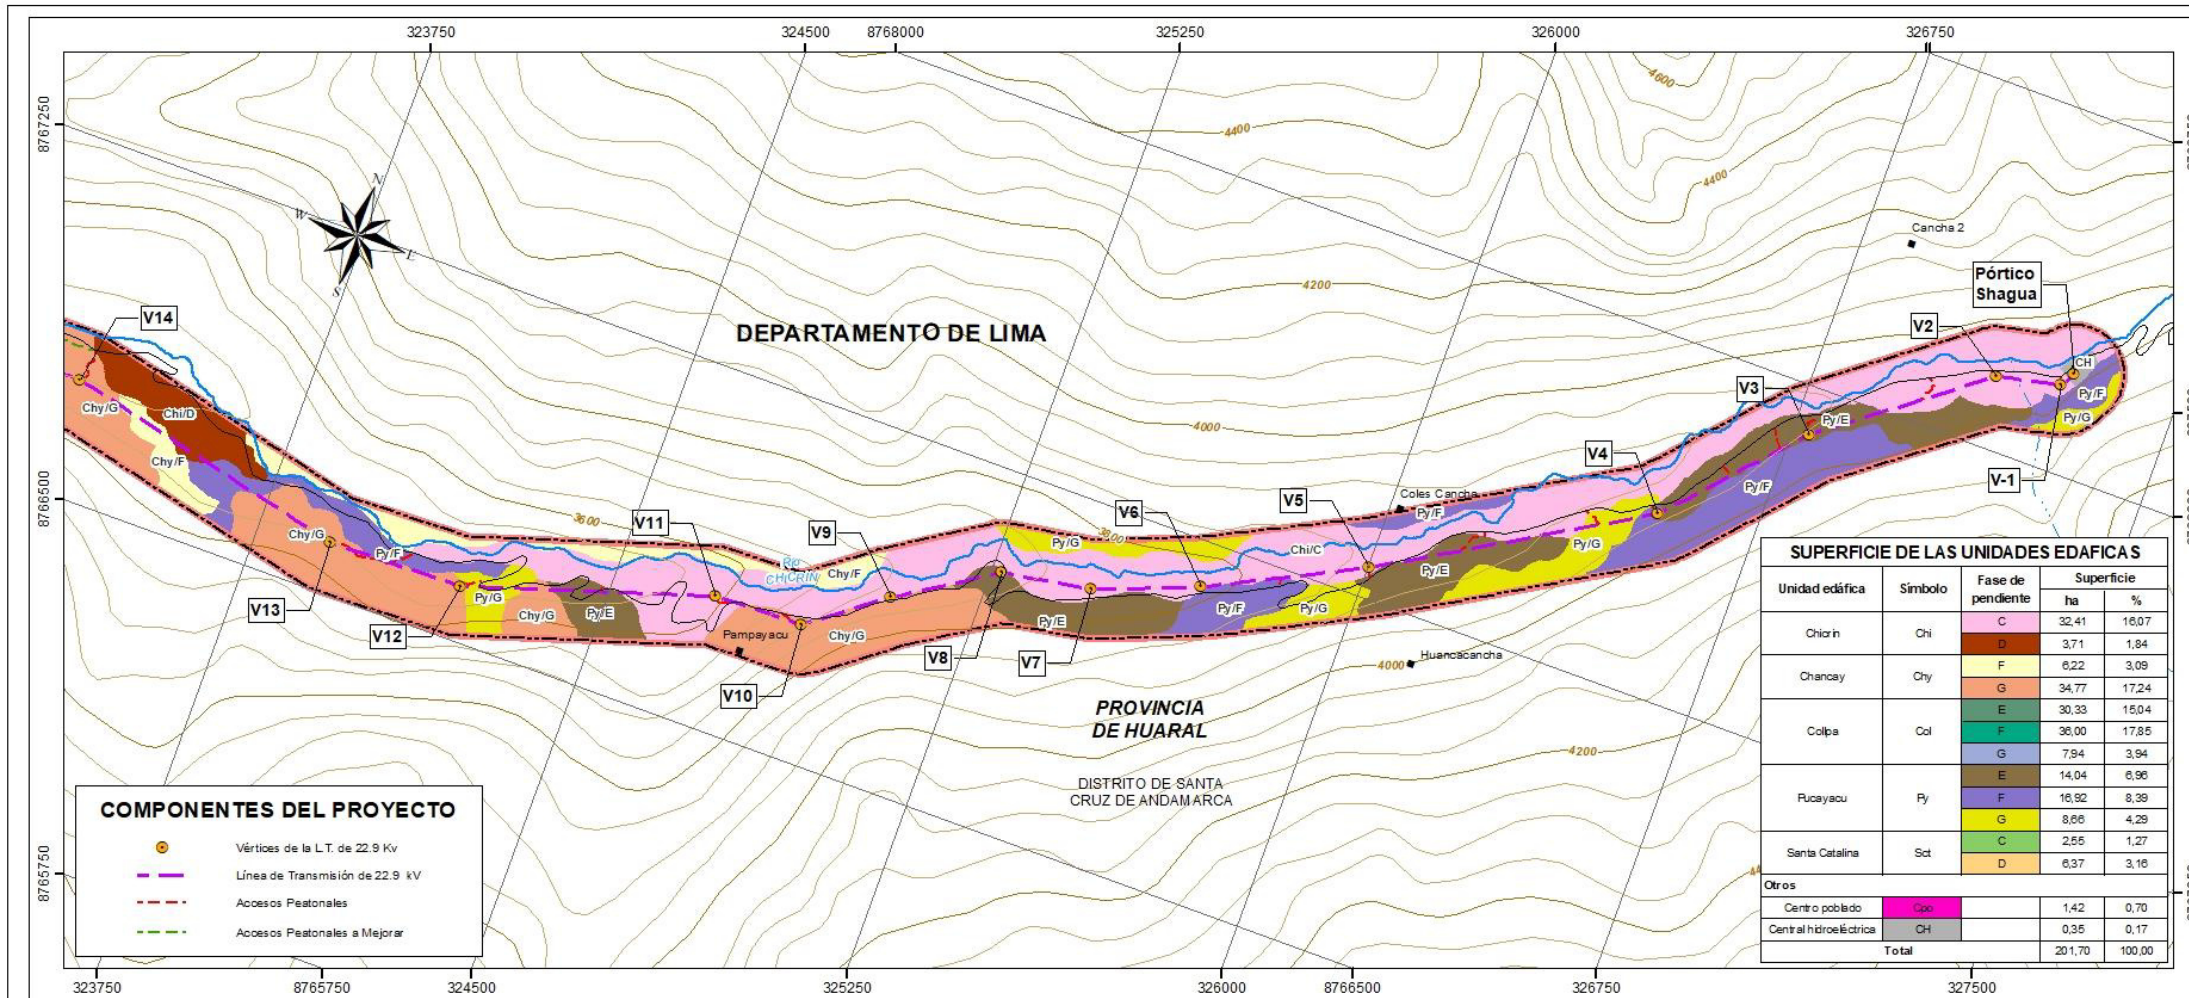 323750
324500
8768000
325250
326000
326750
8767250
8766500
8765750
4600
4400
4400
4200
4000
3800
3600
4000
4200
N
W
E
S
Cancha 2
Pórtico
Shagua
DEPARTAMENTO DE LIMA
V14
V13
V12
V11
V10
V9
V8
V7
V6
V5
V4
V3
V2
V-1
Chy/G
Chi/D
Chy/F
Chy/G
Py/F
Py/G
Chy/G
Py/E
Pampayacu
Río
CHICRIN
Chy/F
Chy/G
Py/G
Py/E
Py/F
Py/G
Chi/C
Coles Cancha
Py/F
Py/E
Py/G
Py/F
Py/E
CH
Py/F
Py/G
Huancacancha
PROVINCIA
DE HUARAL
DISTRITO DE SANTA
CRUZ DE ANDAMARCA
COMPONENTES DEL PROYECTO
Vértices de la L.T. de 22.9 Kv
Línea de Transmisión de 22.9 kV
Accesos Peatonales
Accesos Peatonales a Mejorar
SUPERFICIE DE LAS UNIDADES EDAFICAS
Unidad edáfica Símbolo Fase de pendiente Superficie
ha %
Chicrin Chi C 32,41 16,07
D 3,71 1,84
Chancay Chy F 6,22 3,09
G 34,77 17,24
Collpa Col E 30,33 15,04
F 36,00 17,85
G 7,94 3,94
Pucayacu Py E 14,04 6,96
F 16,92 8,39
G 8,66 4,29
Santa Catalina Sct C 2,55 1,27
D 6,37 3,16
Otros
Centro poblado Cpo 1,42 0,70
Central hidroeléctrica CH 0,35 0,17
Total 201,70 100,00
323750
8765750
324500
325250
326000
8766500
326750
327500